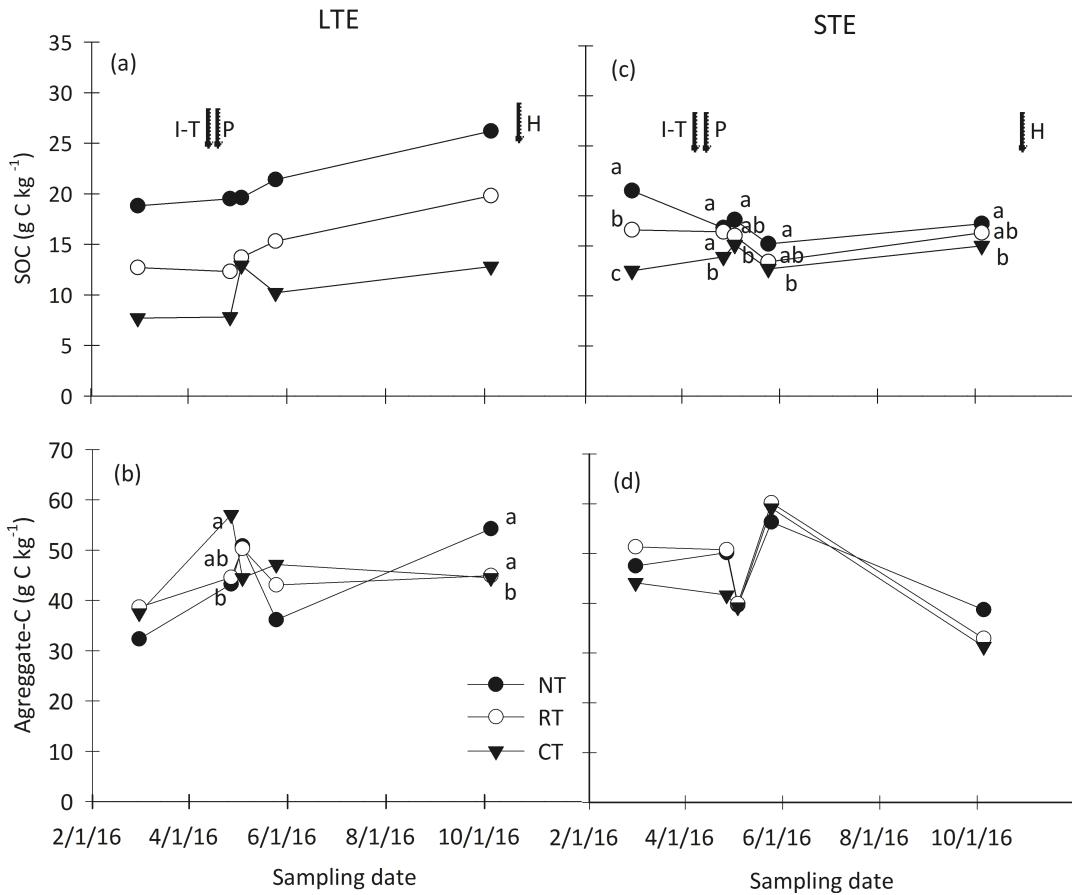 LTE
STE
35
30
25
20
15
10
5
0
SOC (g C kg⁻¹)
(a)
I-T P
H
(c)
I-T P
H
a
b
c
a
a
b
a
ab
b
a
ab
b
a
ab
b
70
60
50
40
30
20
10
0
Agreggate-C (g C kg⁻¹)
(b)
a
ab
b
a
a
b
(d)
NT
RT
CT
2/1/16 4/1/16 6/1/16 8/1/16 10/1/16
2/1/16 4/1/16 6/1/16 8/1/16 10/1/16
Sampling date
Sampling date